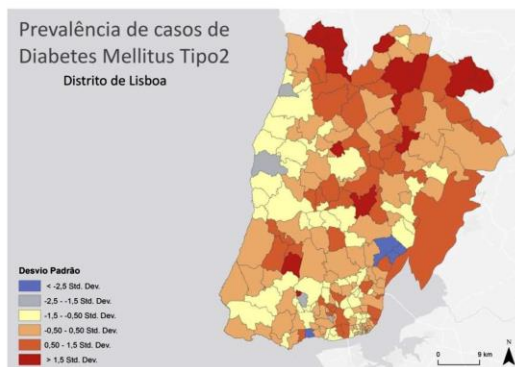 Prevalência de casos de
Diabetes Mellitus Tipo2
Distrito de Lisboa
Desvio Padrão
< -2,5 Std. Dev.
-2,5 - -1,5 Std. Dev.
-1,5 - -0,50 Std. Dev.
-0,50 - 0,50 Std. Dev.
0,50 - 1,5 Std. Dev.
> 1,5 Std. Dev.
0 9 km
N